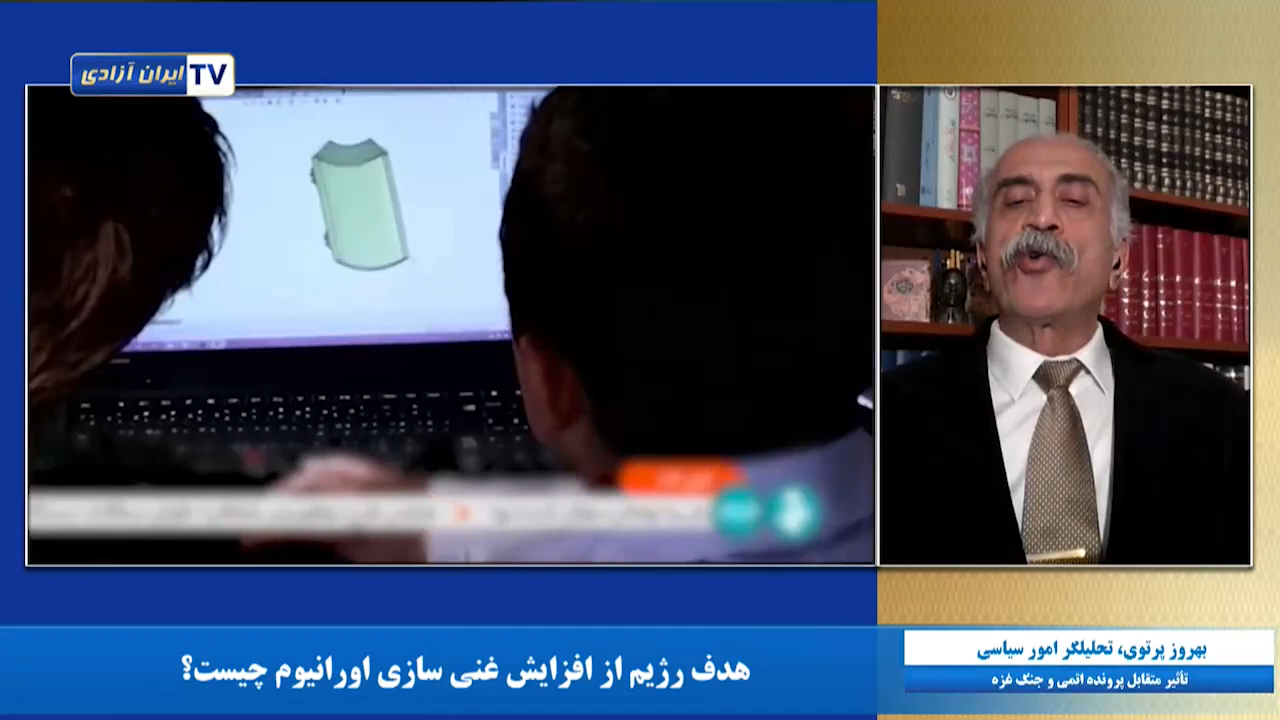 TV ایران آزادی
بهروز پرتوی، تحلیلگر امور سیاسی
تأثیر متقابل پرونده اتمی و جنگ غزه
هدف رژیم از افزایش غنی سازی اورانیوم چیست؟